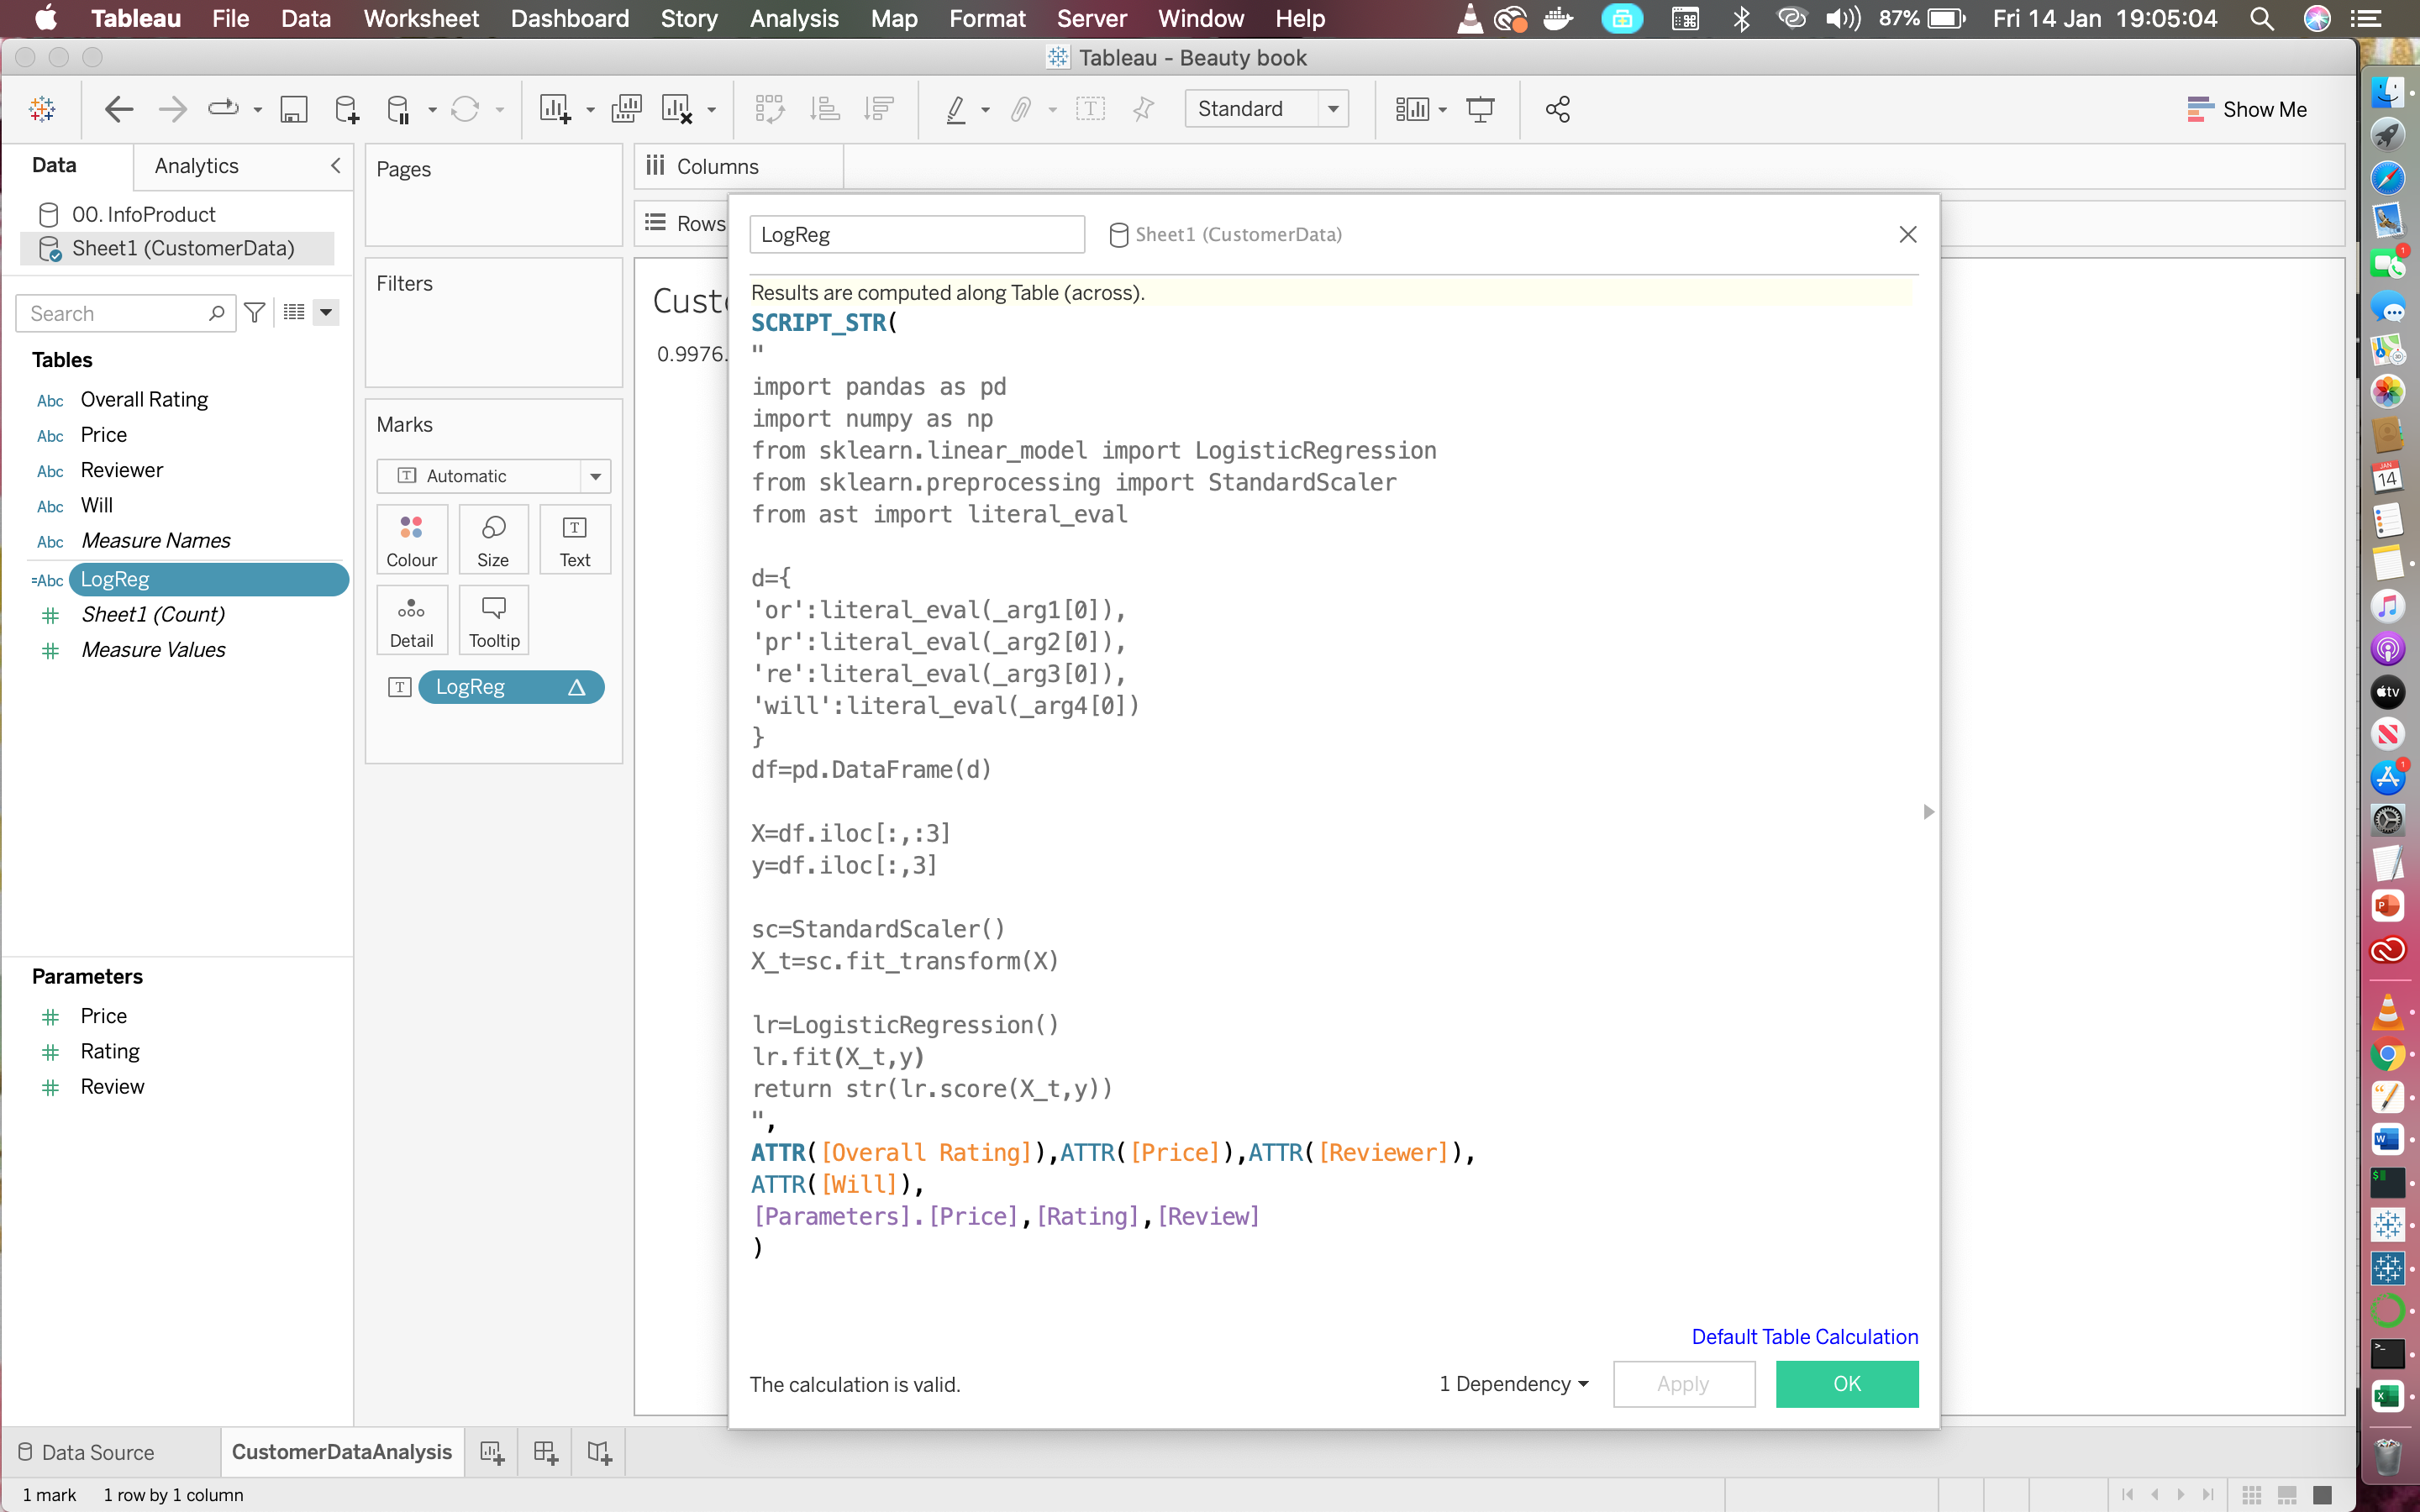 Tableau File Data Worksheet Dashboard Story Analysis Map Format Server Window Help 87% Fri 14 Jan 19:05:04
Tableau - Beauty book
Standard Show Me
Data Analytics
00. InfoProduct
Sheet1 (CustomerData)
Search
Tables
Abc Overall Rating
Abc Price
Abc Reviewer
Abc Will
Abc Measure Names
=Abc LogReg
Sheet1 (Count)
Measure Values
Parameters
Price
Rating
Review
Pages
Filters
Marks
Automatic
Colour Size Text
Detail Tooltip
LogReg
Columns
Rows
0.9976.
LogReg Sheet1 (CustomerData)
Results are computed along Table (across).
SCRIPT_STR(
"
import pandas as pd
import numpy as np
from sklearn.linear_model import LogisticRegression
from sklearn.preprocessing import StandardScaler
from ast import literal_eval
d={
'or':literal_eval(_arg1[0]),
'pr':literal_eval(_arg2[0]),
're':literal_eval(_arg3[0]),
'will':literal_eval(_arg4[0])
}
df=pd.DataFrame(d)
X=df.iloc[:,:3]
y=df.iloc[:,3]
sc=StandardScaler()
X_t=sc.fit_transform(X)
lr=LogisticRegression()
lr.fit(X_t,y)
return str(lr.score(X_t,y))
",
ATTR([Overall Rating]),ATTR([Price]),ATTR([Reviewer]),
ATTR([Will]),
[Parameters].[Price],[Rating],[Review]
)
Default Table Calculation
The calculation is valid. 1 Dependency Apply OK
Data Source CustomerDataAnalysis
1 mark 1 row by 1 column
JAN
14
tv